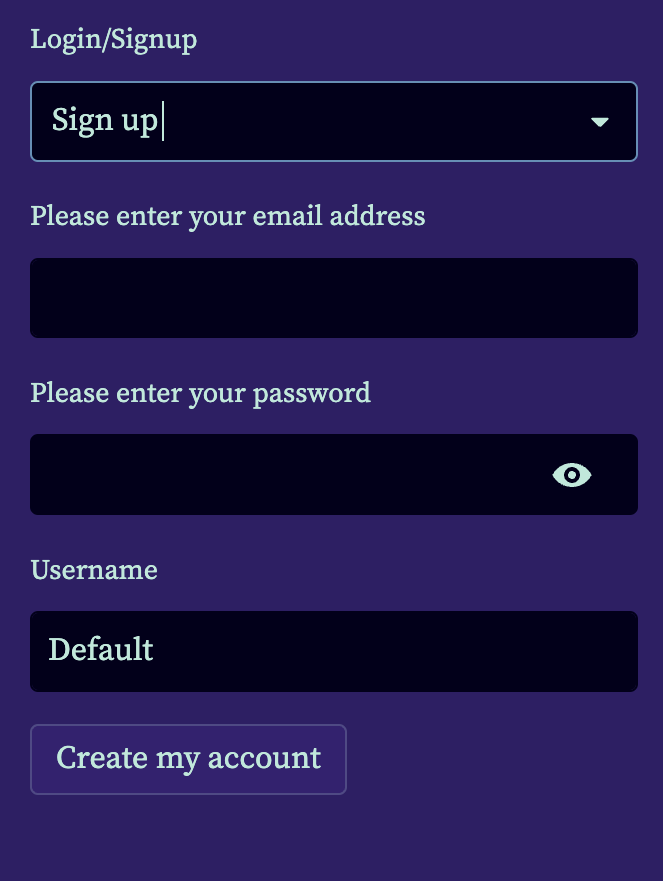 Login/Signup
Sign up
Please enter your email address
Please enter your password
Username
Default
Create my account